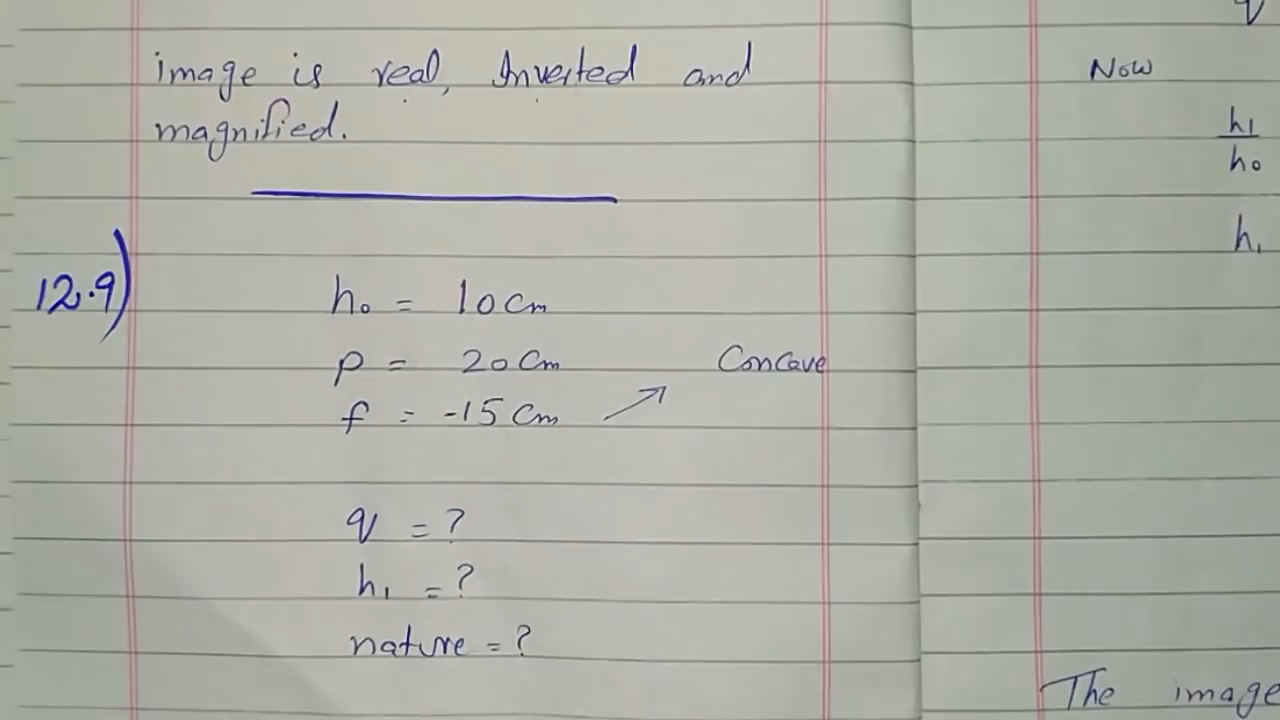 image is real, Inverted and
magnified.
12.9)
h₀ = 10 cm
p = 20 cm
f = -15 cm
Concave
q = ?
h₁ = ?
nature = ?
q
Now
h₁
h₀
h₁
The image